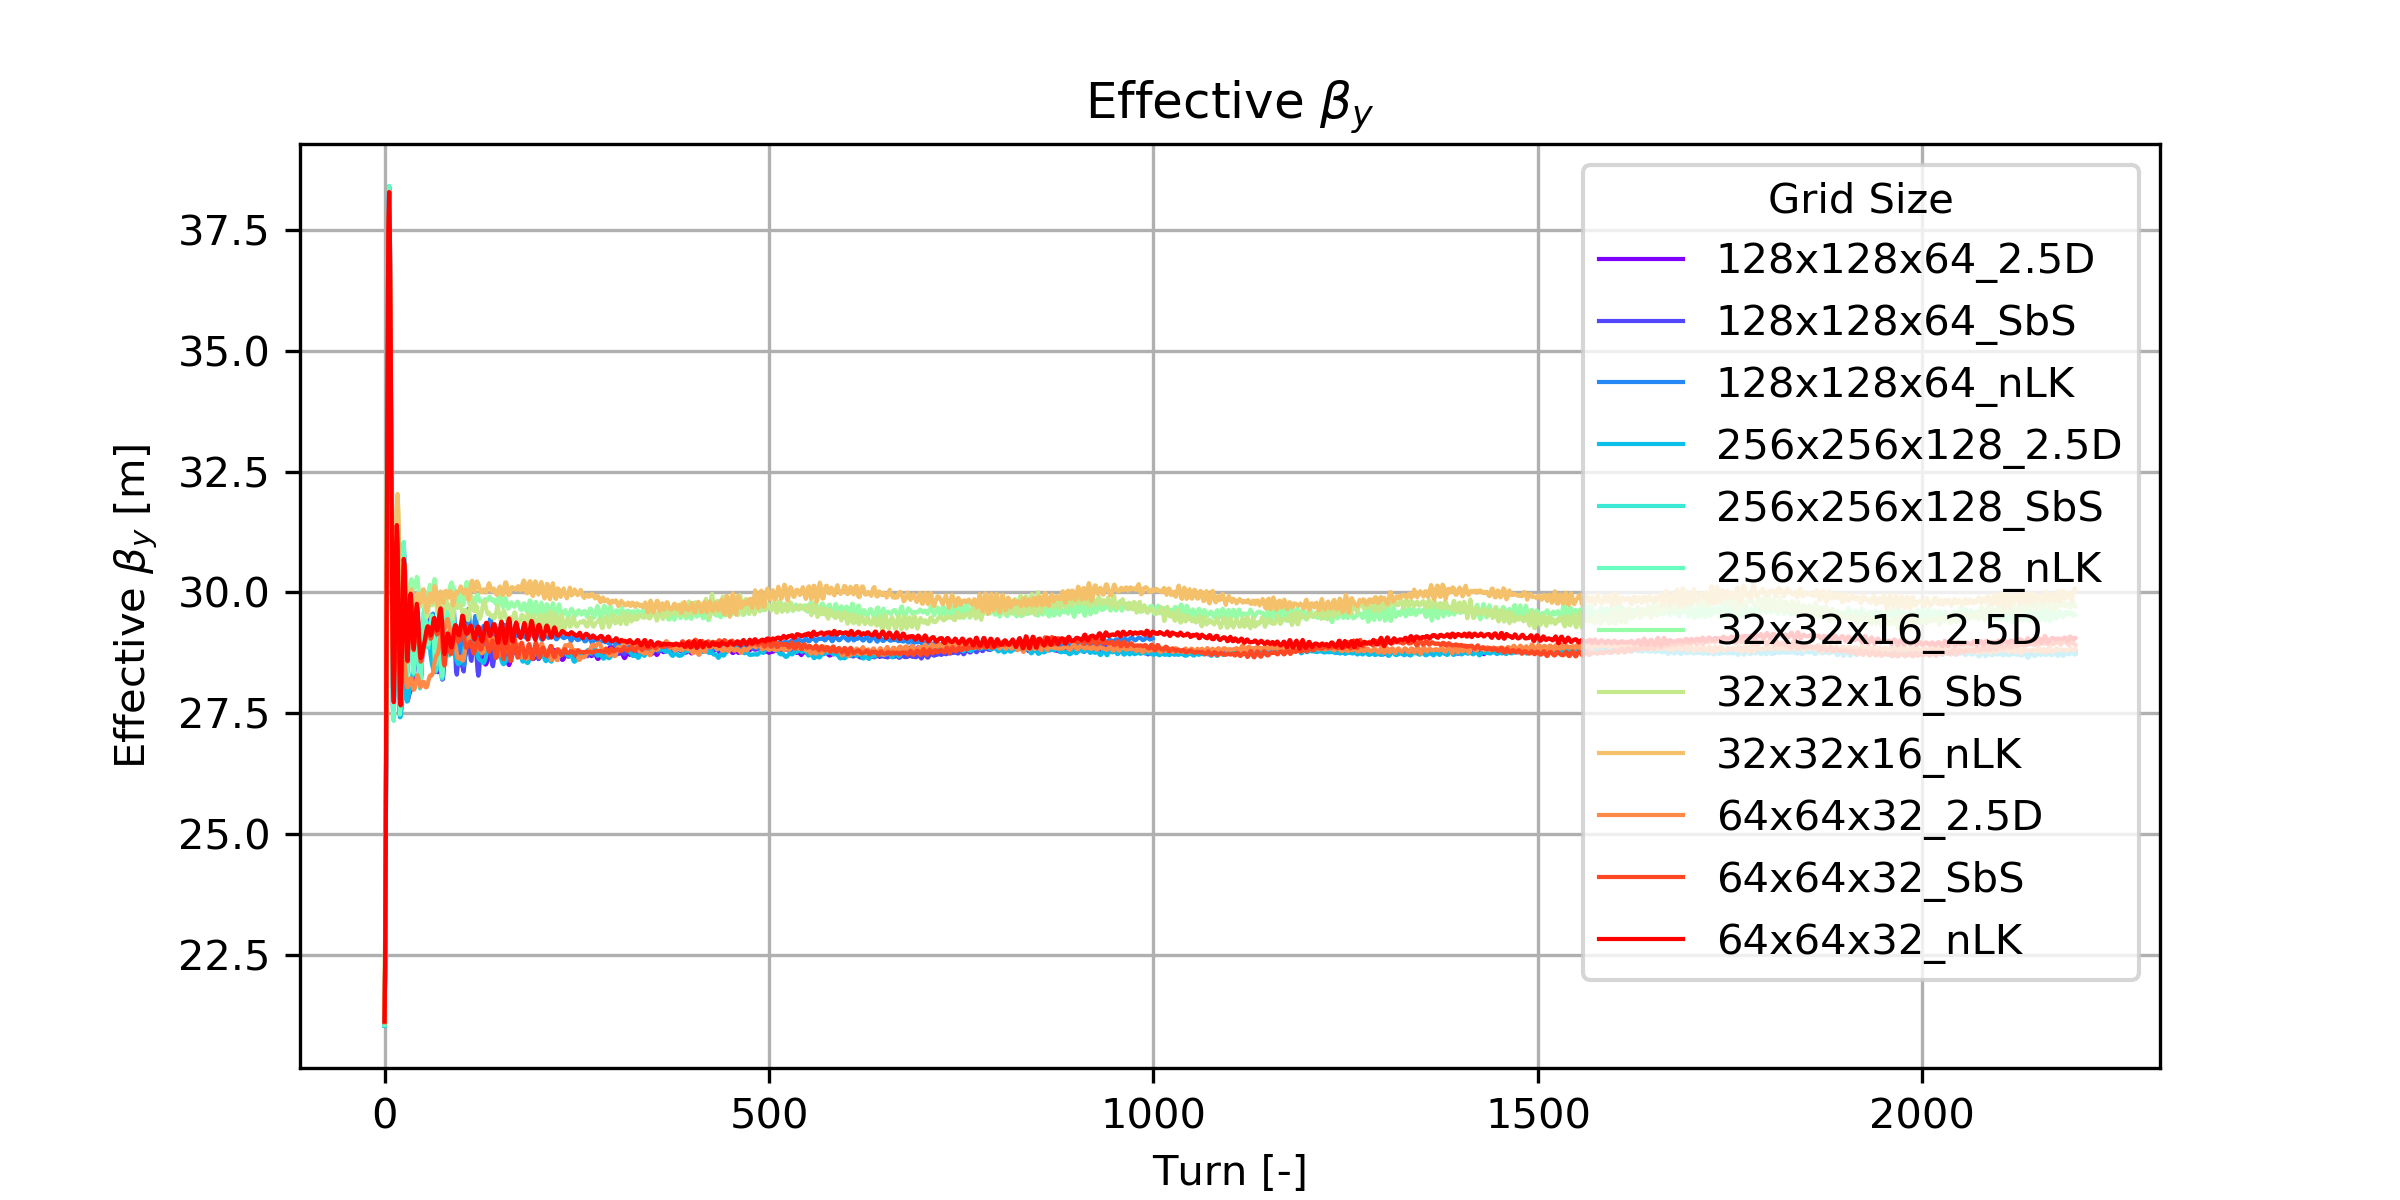 Effective βy
Effective βy [m]
37.5
35.0
32.5
30.0
27.5
25.0
22.5
0 500 1000 1500 2000
Turn [-]
Grid Size
128x128x64_2.5D
128x128x64_SbS
128x128x64_nLK
256x256x128_2.5D
256x256x128_SbS
256x256x128_nLK
32x32x16_2.5D
32x32x16_SbS
32x32x16_nLK
64x64x32_2.5D
64x64x32_SbS
64x64x32_nLK